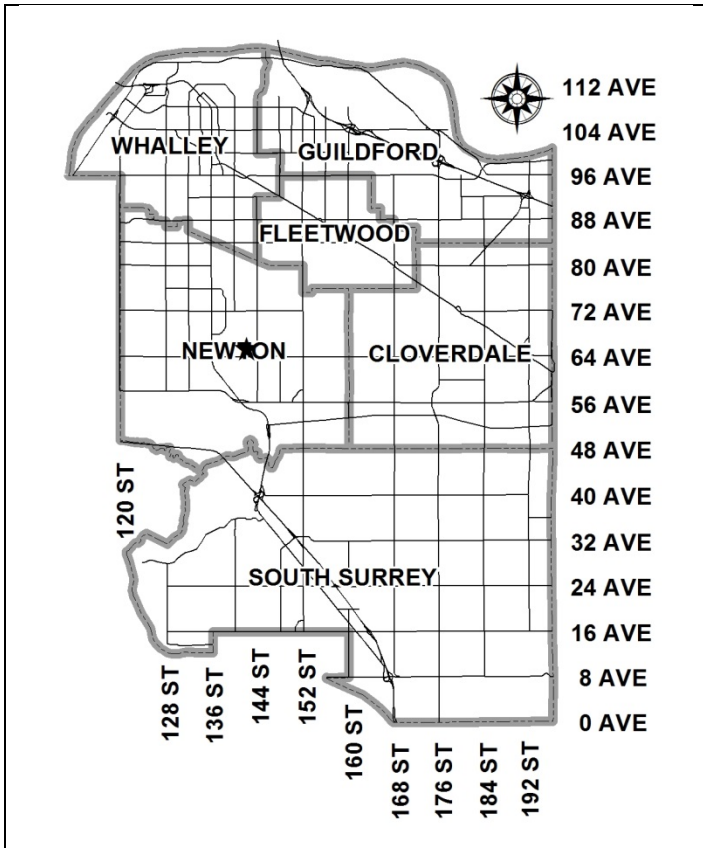 112 AVE
104 AVE
WHALLEY
GUILDFORD
96 AVE
88 AVE
FLEETWOOD
80 AVE
72 AVE
NEWTON
CLOVERDALE
64 AVE
56 AVE
48 AVE
120 ST
40 AVE
32 AVE
SOUTH SURREY
24 AVE
16 AVE
128 ST
136 ST
144 ST
152 ST
160 ST
8 AVE
0 AVE
168 ST
176 ST
184 ST
192 ST